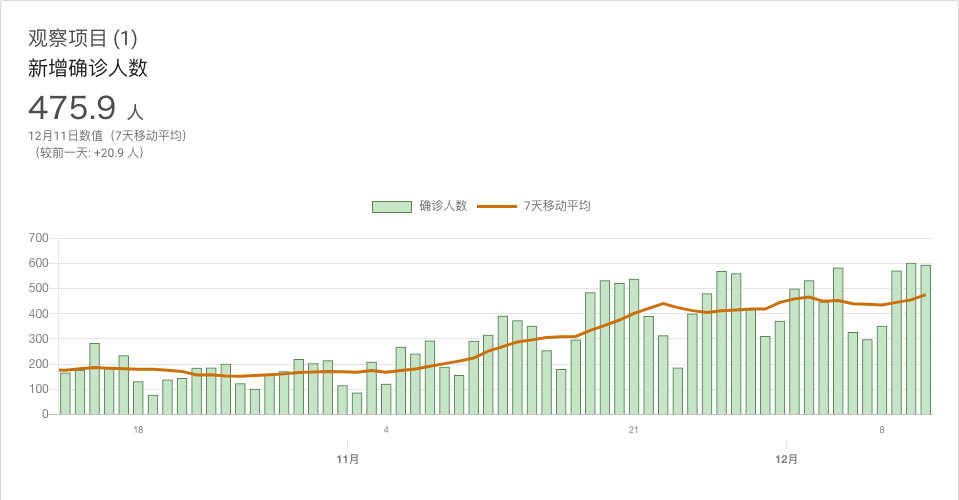 观察项目 (1)
新增确诊人数
475.9 人
12月11日数值（7天移动平均）
（较前一天: +20.9 人）
确诊人数 7天移动平均
700
600
500
400
300
200
100
0
18 4 21 8
11月 12月